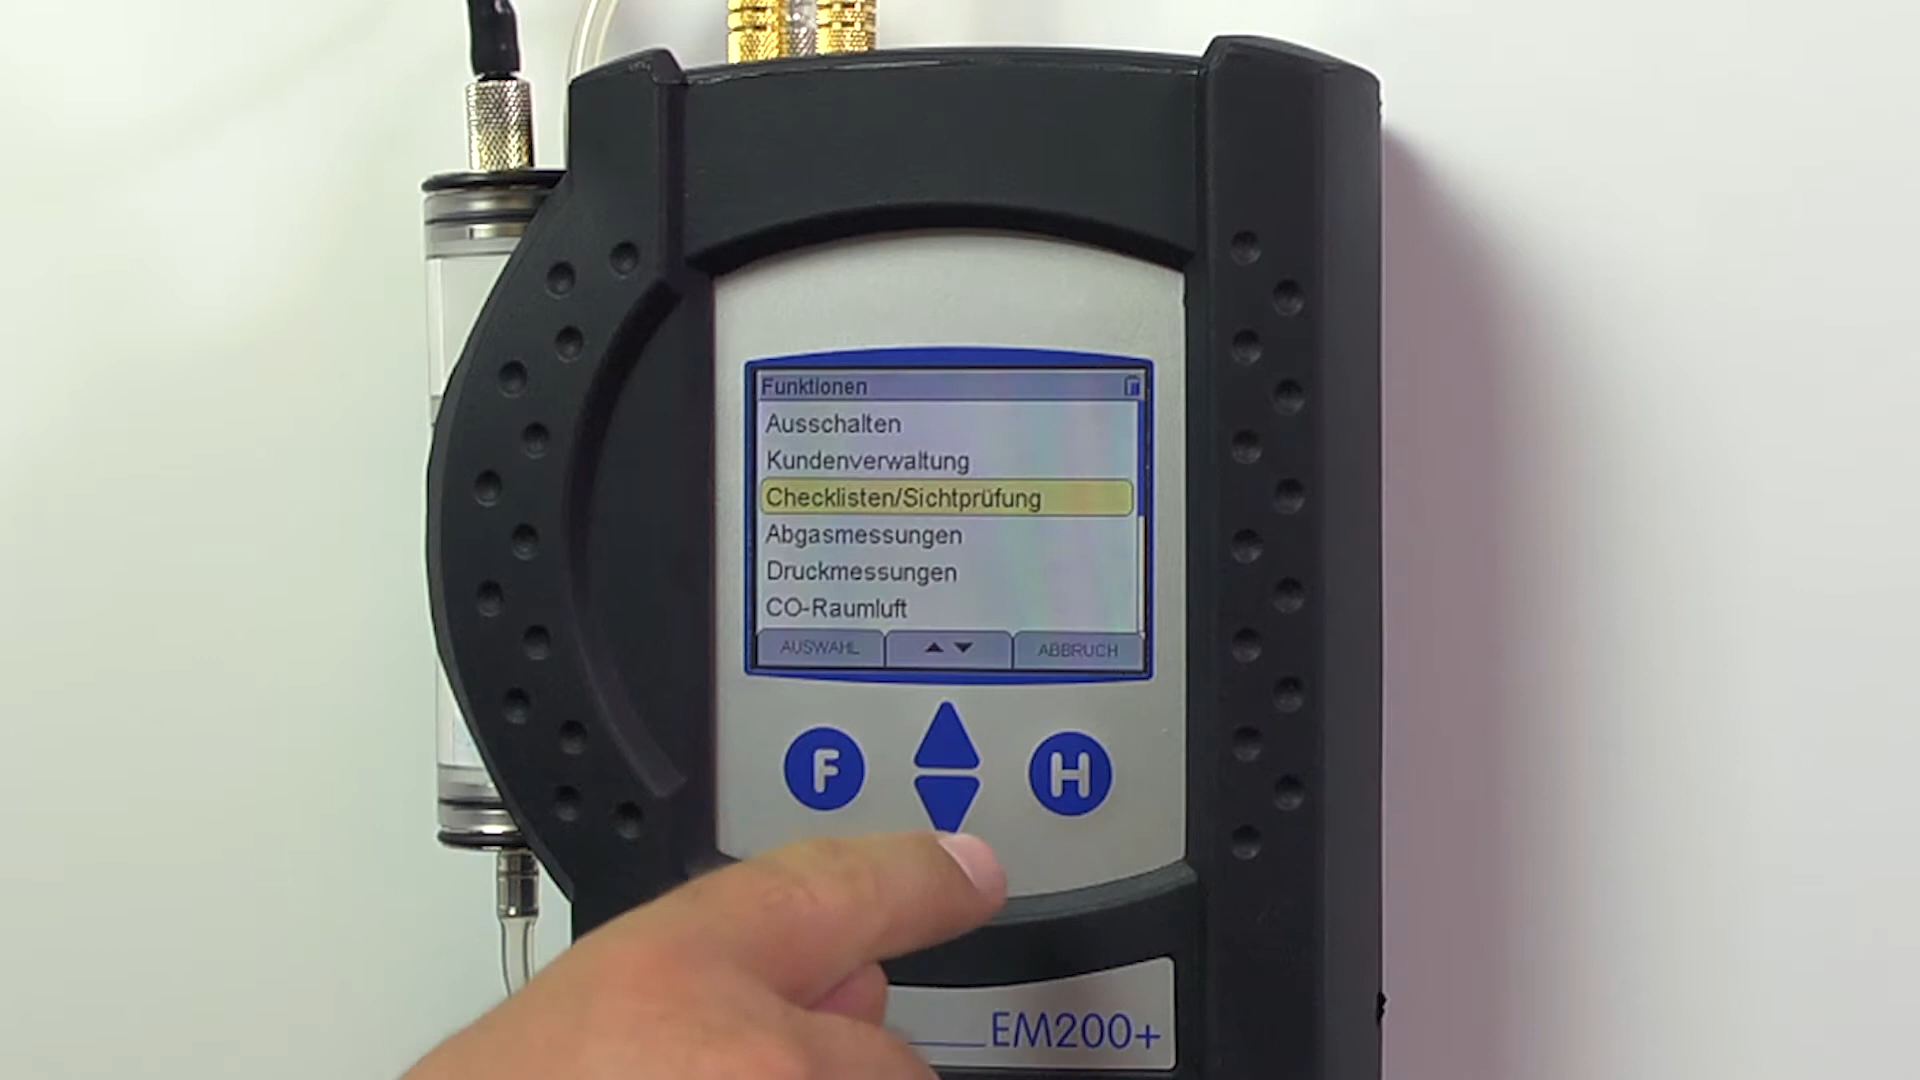 Funktionen
Ausschalten
Kundenverwaltung
Checklisten/Sichtprüfung
Abgasmessungen
Druckmessungen
CO-Raumluft
AUSWAHL ▲ ▼ ABBRUCH
F H
EM200+